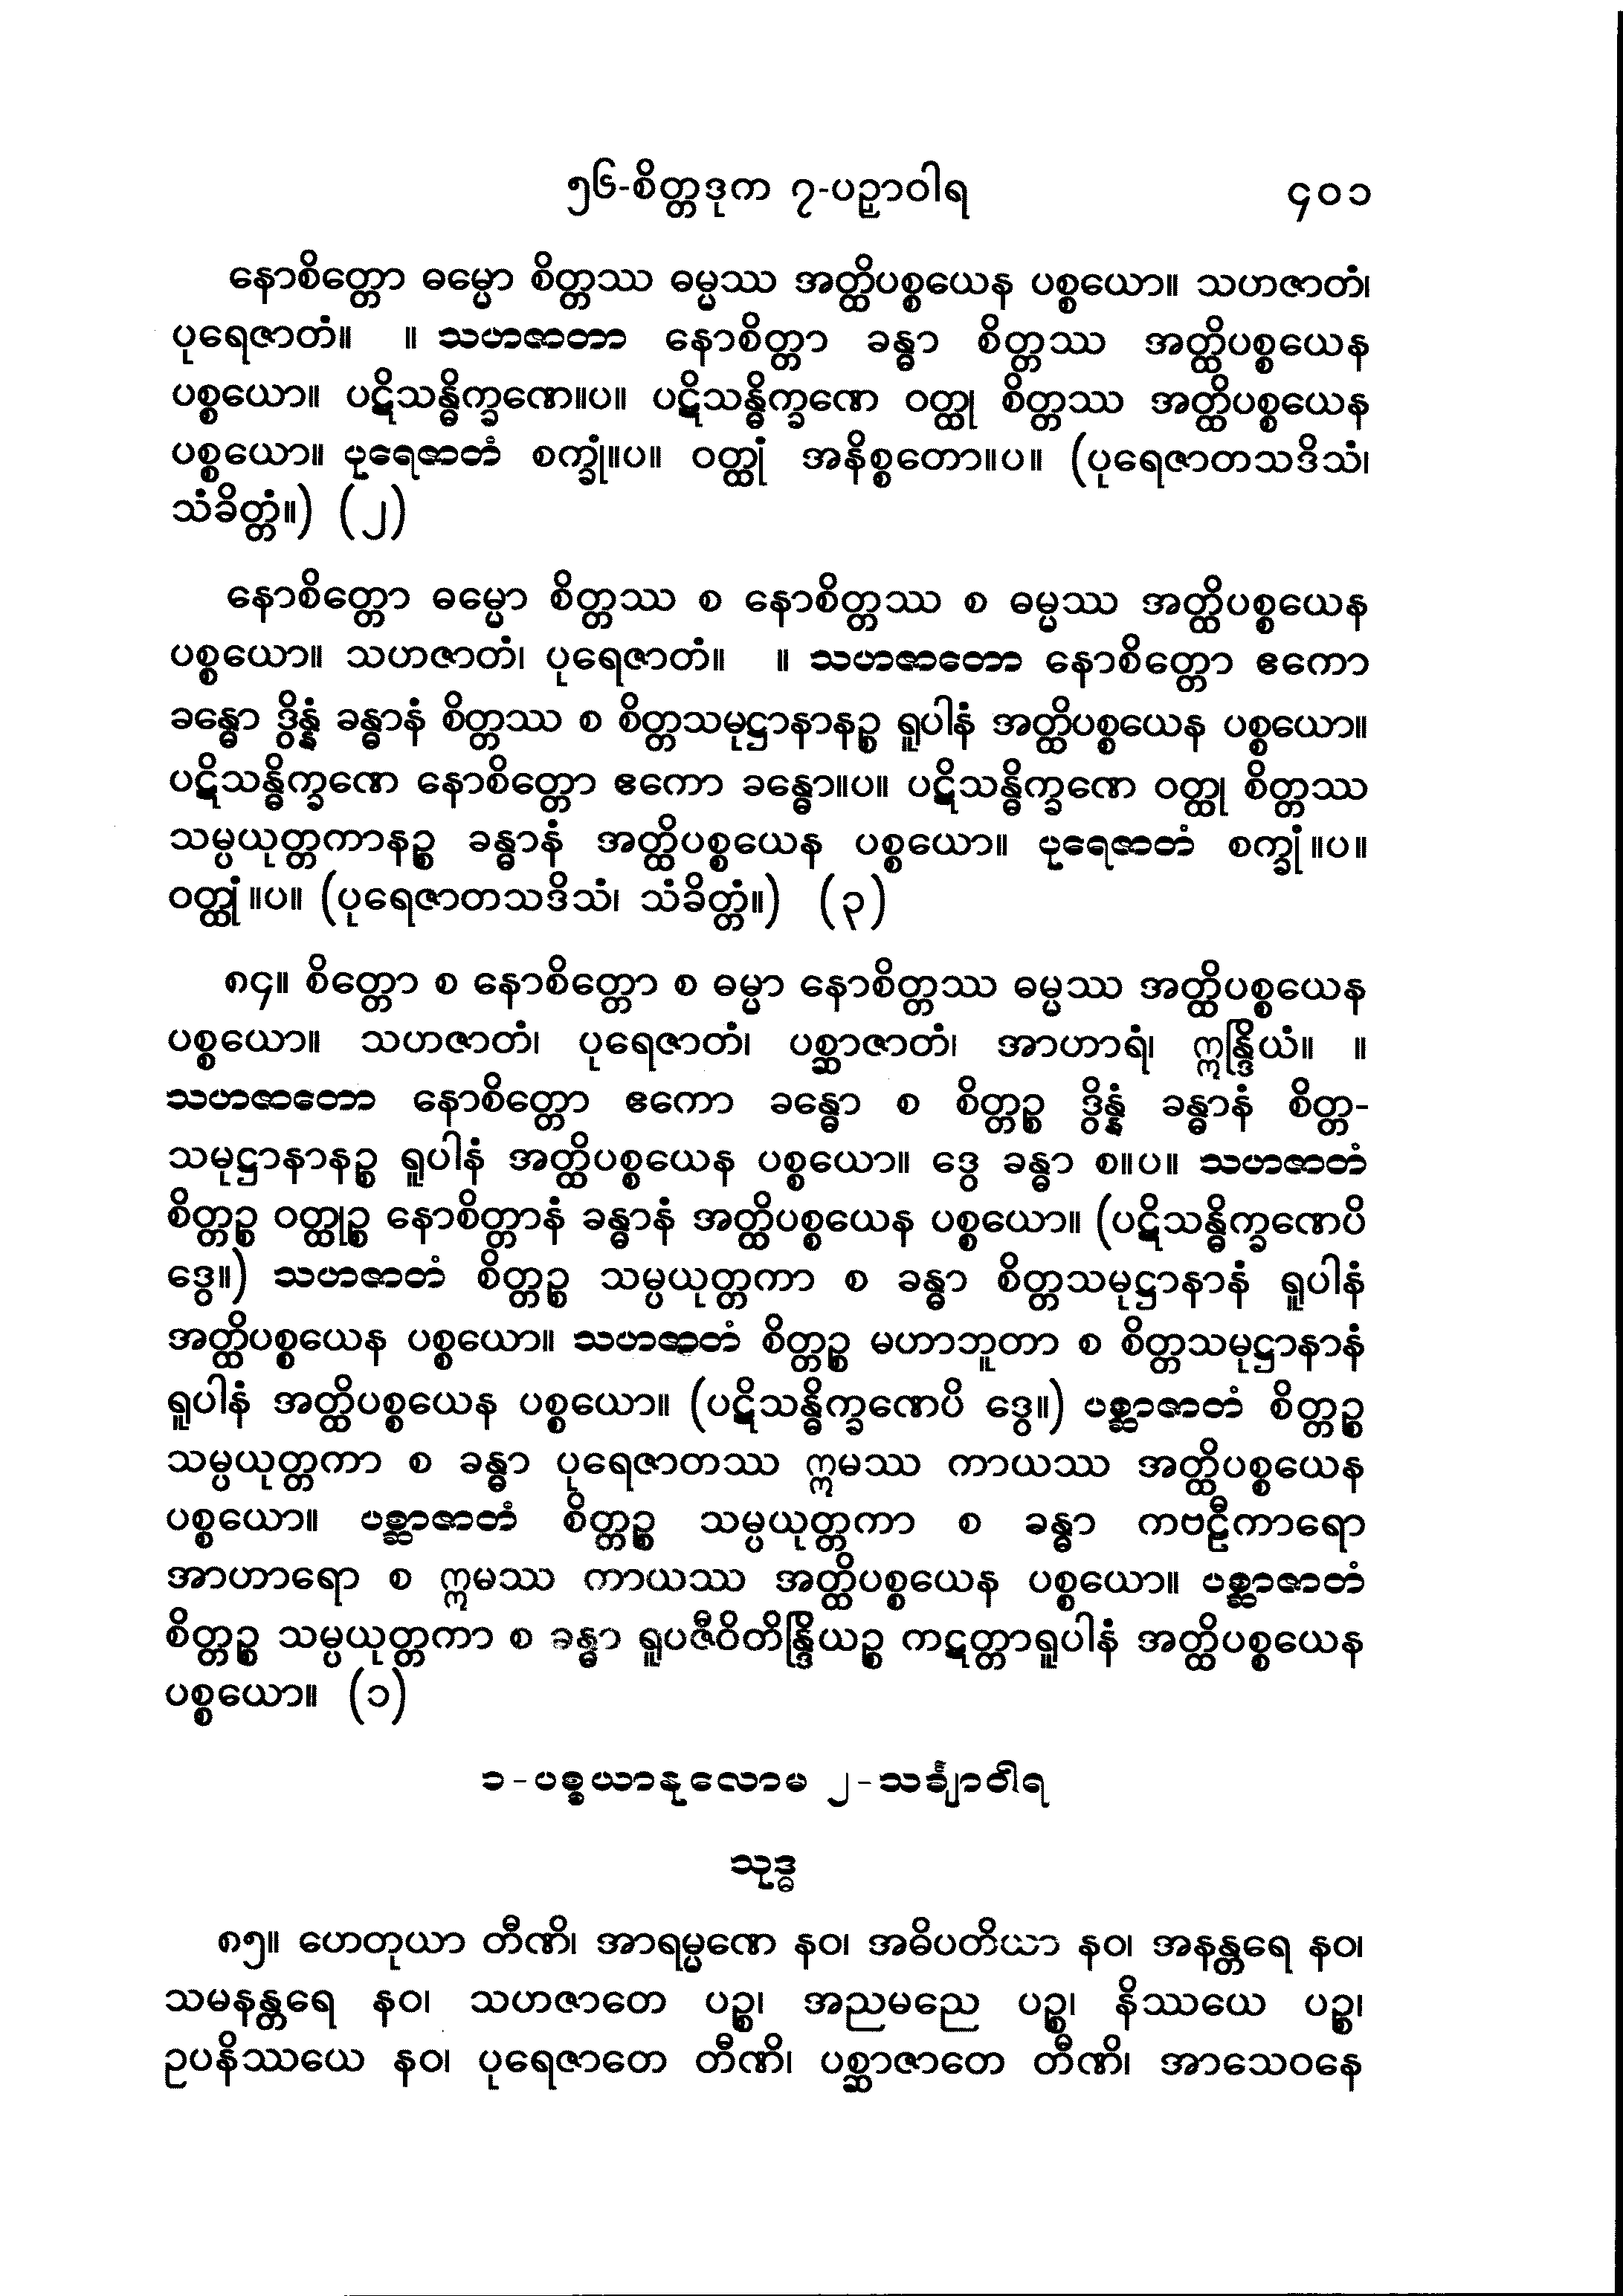 ၅၆-စိတ္တဒုက ၇-ပဉှာဝါရ ၄၀၁
နောစိတ္တော ဓမ္မော စိတ္တဿ ဓမ္မဿ အတ္ထိပစ္စယေန ပစ္စယော။ သဟဇာတံ၊
ပုရေဇာတံ။ ။ သဟဇာတာ နောစိတ္တာ ခန္ဓာ စိတ္တဿ အတ္ထိပစ္စယေန
ပစ္စယော။ ပဋိသန္ဓိက္ခဏေ။ပ။ ပဋိသန္ဓိက္ခဏေ ဝတ္ထု စိတ္တဿ အတ္ထိပစ္စယေန
ပစ္စယော။ ပုရေဇာတံ စက္ခုံ။ပ။ ဝတ္ထုံ အနိစ္စတော။ပ။ (ပုရေဇာတသဒိသံ၊
သံခိတ္တံ။) (၂)
နောစိတ္တော ဓမ္မော စိတ္တဿ စ နောစိတ္တဿ စ ဓမ္မဿ အတ္ထိပစ္စယေန
ပစ္စယော။ သဟဇာတံ၊ ပုရေဇာတံ။ ။ သဟဇာတော နောစိတ္တော ဧကော
ခန္ဓော ဒွိန္နံ ခန္ဓာနံ စိတ္တဿ စ စိတ္တသမုဋ္ဌာနာနဉ္စ ရူပါနံ အတ္ထိပစ္စယေန ပစ္စယော။
ပဋိသန္ဓိက္ခဏေ နောစိတ္တော ဧကော ခန္ဓော။ပ။ ပဋိသန္ဓိက္ခဏေ ဝတ္ထု စိတ္တဿ
သမ္ပယုတ္တကာနဉ္စ ခန္ဓာနံ အတ္ထိပစ္စယေန ပစ္စယော။ ပုရေဇာတံ စက္ခုံ။ပ။
ဝတ္ထုံ။ပ။ (ပုရေဇာတသဒိသံ၊ သံခိတ္တံ။) (၃)
၈၄။ စိတ္တော စ နောစိတ္တော စ ဓမ္မာ နောစိတ္တဿ ဓမ္မဿ အတ္ထိပစ္စယေန
ပစ္စယော။ သဟဇာတံ၊ ပုရေဇာတံ၊ ပစ္ဆာဇာတံ၊ အာဟာရံ၊ ဣန္ဒြိယံ။ ။
သဟဇာတော နောစိတ္တော ဧကော ခန္ဓော စ စိတ္တဉ္စ ဒွိန္နံ ခန္ဓာနံ စိတ္တ-
သမုဋ္ဌာနာနဉ္စ ရူပါနံ အတ္ထိပစ္စယေန ပစ္စယော။ ဒွေ ခန္ဓာ စ။ပ။ သဟဇာတံ
စိတ္တဉ္စ ဝတ္ထုဉ္စ နောစိတ္တာနံ ခန္ဓာနံ အတ္ထိပစ္စယေန ပစ္စယော။ (ပဋိသန္ဓိက္ခဏေပိ
ဒွေ။) သဟဇာတံ စိတ္တဉ္စ သမ္ပယုတ္တကာ စ ခန္ဓာ စိတ္တသမုဋ္ဌာနာနံ ရူပါနံ
အတ္ထိပစ္စယေန ပစ္စယော။ သဟဇာတံ စိတ္တဉ္စ မဟာဘူတာ စ စိတ္တသမုဋ္ဌာနာနံ
ရူပါနံ အတ္ထိပစ္စယေန ပစ္စယော။ (ပဋိသန္ဓိက္ခဏေပိ ဒွေ။) ပစ္ဆာဇာတံ စိတ္တဉ္စ
သမ္ပယုတ္တကာ စ ခန္ဓာ ပုရေဇာတဿ ဣမဿ ကာယဿ အတ္ထိပစ္စယေန
ပစ္စယော။ ပစ္ဆာဇာတံ စိတ္တဉ္စ သမ္ပယုတ္တကာ စ ခန္ဓာ ကဗဠီကာရော
အာဟာရော စ ဣမဿ ကာယဿ အတ္ထိပစ္စယေန ပစ္စယော။ ပစ္ဆာဇာတံ
စိတ္တဉ္စ သမ္ပယုတ္တကာ စ ခန္ဓာ ရူပဇီဝိတိန္ဒြိယဉ္စ ကဋတ္တာရူပါနံ အတ္ထိပစ္စယေန
ပစ္စယော။ (၁)
၁-ပစ္စယာနုလောမ ၂-သင်္ချာဝါရ
သုဒ္ဓ
၈၅။ ဟေတုယာ တီဏိ၊ အာရမ္မဏေ နဝ၊ အဓိပတိယာ နဝ၊ အနန္တရေ နဝ၊
သမနန္တရေ နဝ၊ သဟဇာတေ ပဉ္စ၊ အညမညေ ပဉ္စ၊ နိဿယေ ပဉ္စ၊
ဥပနိဿယေ နဝ၊ ပုရေဇာတေ တီဏိ၊ ပစ္ဆာဇာတေ တီဏိ၊ အာသေဝနေ